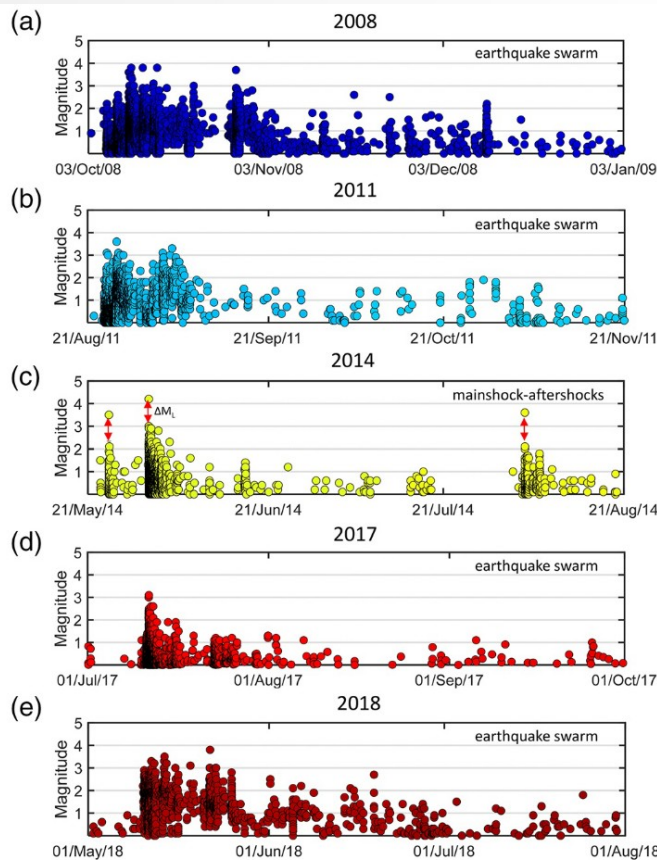 (a)
2008
earthquake swarm
Magnitude
5
4
3
2
1
03/Oct/08 03/Nov/08 03/Dec/08 03/Jan/09
(b)
2011
earthquake swarm
Magnitude
5
4
3
2
1
21/Aug/11 21/Sep/11 21/Oct/11 21/Nov/11
(c)
2014
mainshock-aftershocks
ΔML
Magnitude
5
4
3
2
1
21/May/14 21/Jun/14 21/Jul/14 21/Aug/14
(d)
2017
earthquake swarm
Magnitude
5
4
3
2
1
01/Jul/17 01/Aug/17 01/Sep/17 01/Oct/17
(e)
2018
earthquake swarm
Magnitude
5
4
3
2
1
01/May/18 01/Jun/18 01/Jul/18 01/Aug/18